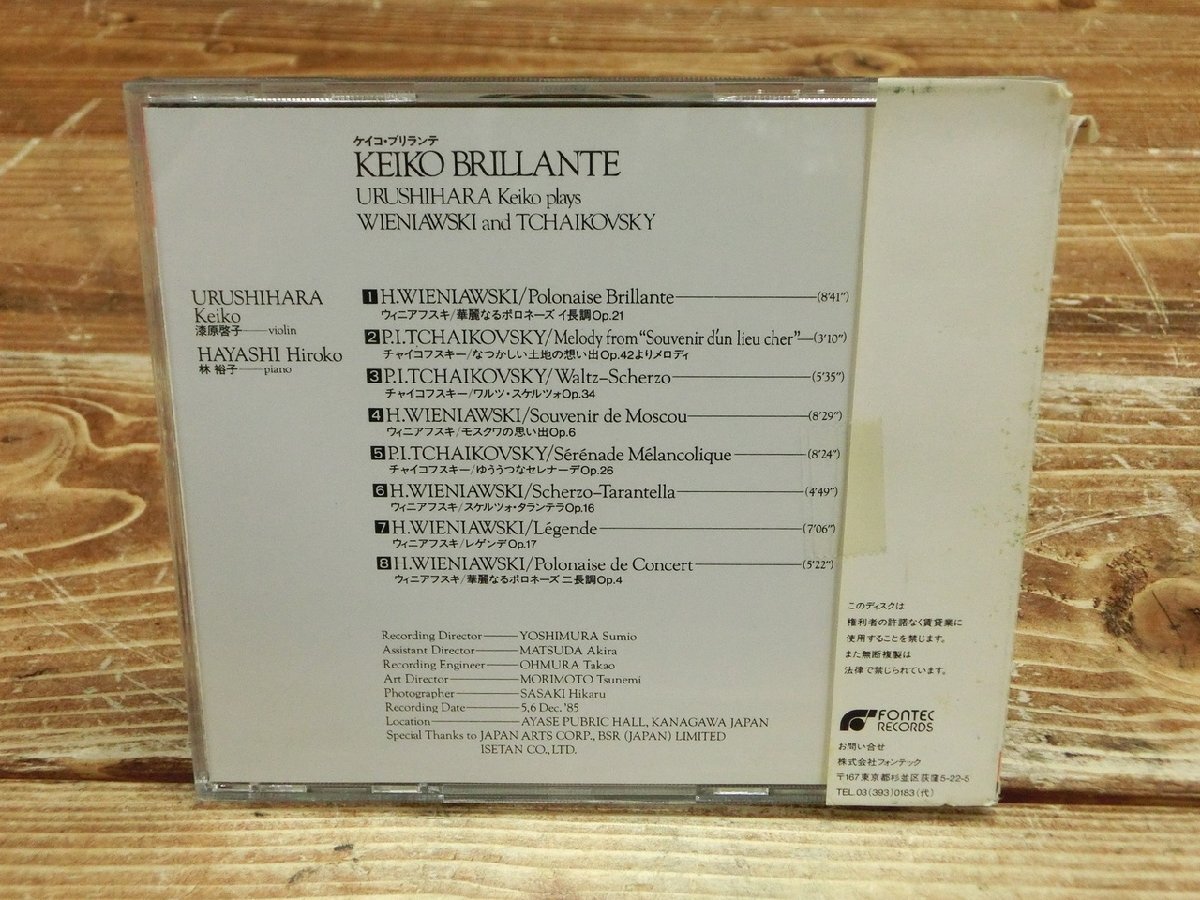 ケイコ・ブリランテ
KEIKO BRILLANTE
URUSHIHARA Keiko plays
WIENIAWSKI and TCHAIKOVSKY
URUSHIHARA
Keiko
漆原啓子——violin
HAYASHI Hiroko
林 裕子——piano
1 H.WIENIAWSKI/Polonaise Brillante——(8'41")
ウィニアフスキ/華麗なるポロネーズ イ長調Op.21
2 P.I.TCHAIKOVSKY/Melody from "Souvenir d'un lieu cher"—(3'10")
チャイコフスキー/なつかしい土地の想い出Op.42よりメロディ
3 P.I.TCHAIKOVSKY/Waltz-Scherzo——(5'35")
チャイコフスキー/ワルツ・スケルツォOp.34
4 H.WIENIAWSKI/Souvenir de Moscou——(8'29")
ウィニアフスキ/モスクワの思い出Op.6
5 P.I.TCHAIKOVSKY/Sérénade Mélancolique——(8'24")
チャイコフスキー/ゆううつなセレナーデOp.26
6 H.WIENIAWSKI/Scherzo-Tarantella——(4'49")
ウィニアフスキ/スケルツォ・タランテラOp.16
7 H.WIENIAWSKI/Légende——(7'06")
ウィニアフスキ/レゲンデOp.17
8 H.WIENIAWSKI/Polonaise de Concert——(5'22")
ウィニアフスキ/華麗なるポロネーズ ニ長調Op.4
Recording Director——YOSHIMURA Sumio
Assistant Director——MATSUDA Akira
Recording Engineer——OHMURA Takao
Art Director——MORIMOTO Tsunemi
Photographer——SASAKI Hikaru
Recording Date——5,6 Dec.'85
Location——AYASE PUBRIC HALL, KANAGAWA JAPAN
Special Thanks to JAPAN ARTS CORP., BSR (JAPAN) LIMITED
ISETAN CO., LTD.
このディスクは
権利者の許諾なく賃貸業に
使用することを禁じます。
また無断複製は
法律で禁じられています。
FONTEC
RECORDS
お問い合せ
株式会社フォンテック
〒167東京都杉並区荻窪5-22-5
TEL.03(393)0183(代)